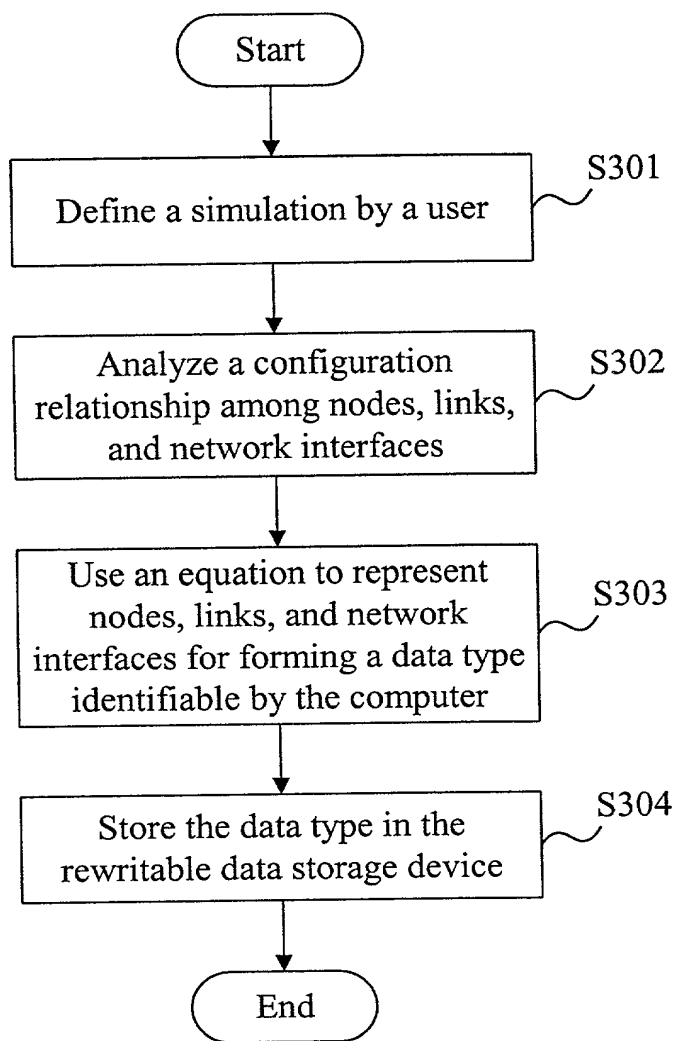 Start
S301
Define a simulation by a user
S302
Analyze a configuration
relationship among nodes, links,
and network interfaces
S303
Use an equation to represent
nodes, links, and network
interfaces for forming a data type
identifiable by the computer
S304
Store the data type in the
rewritable data storage device
End